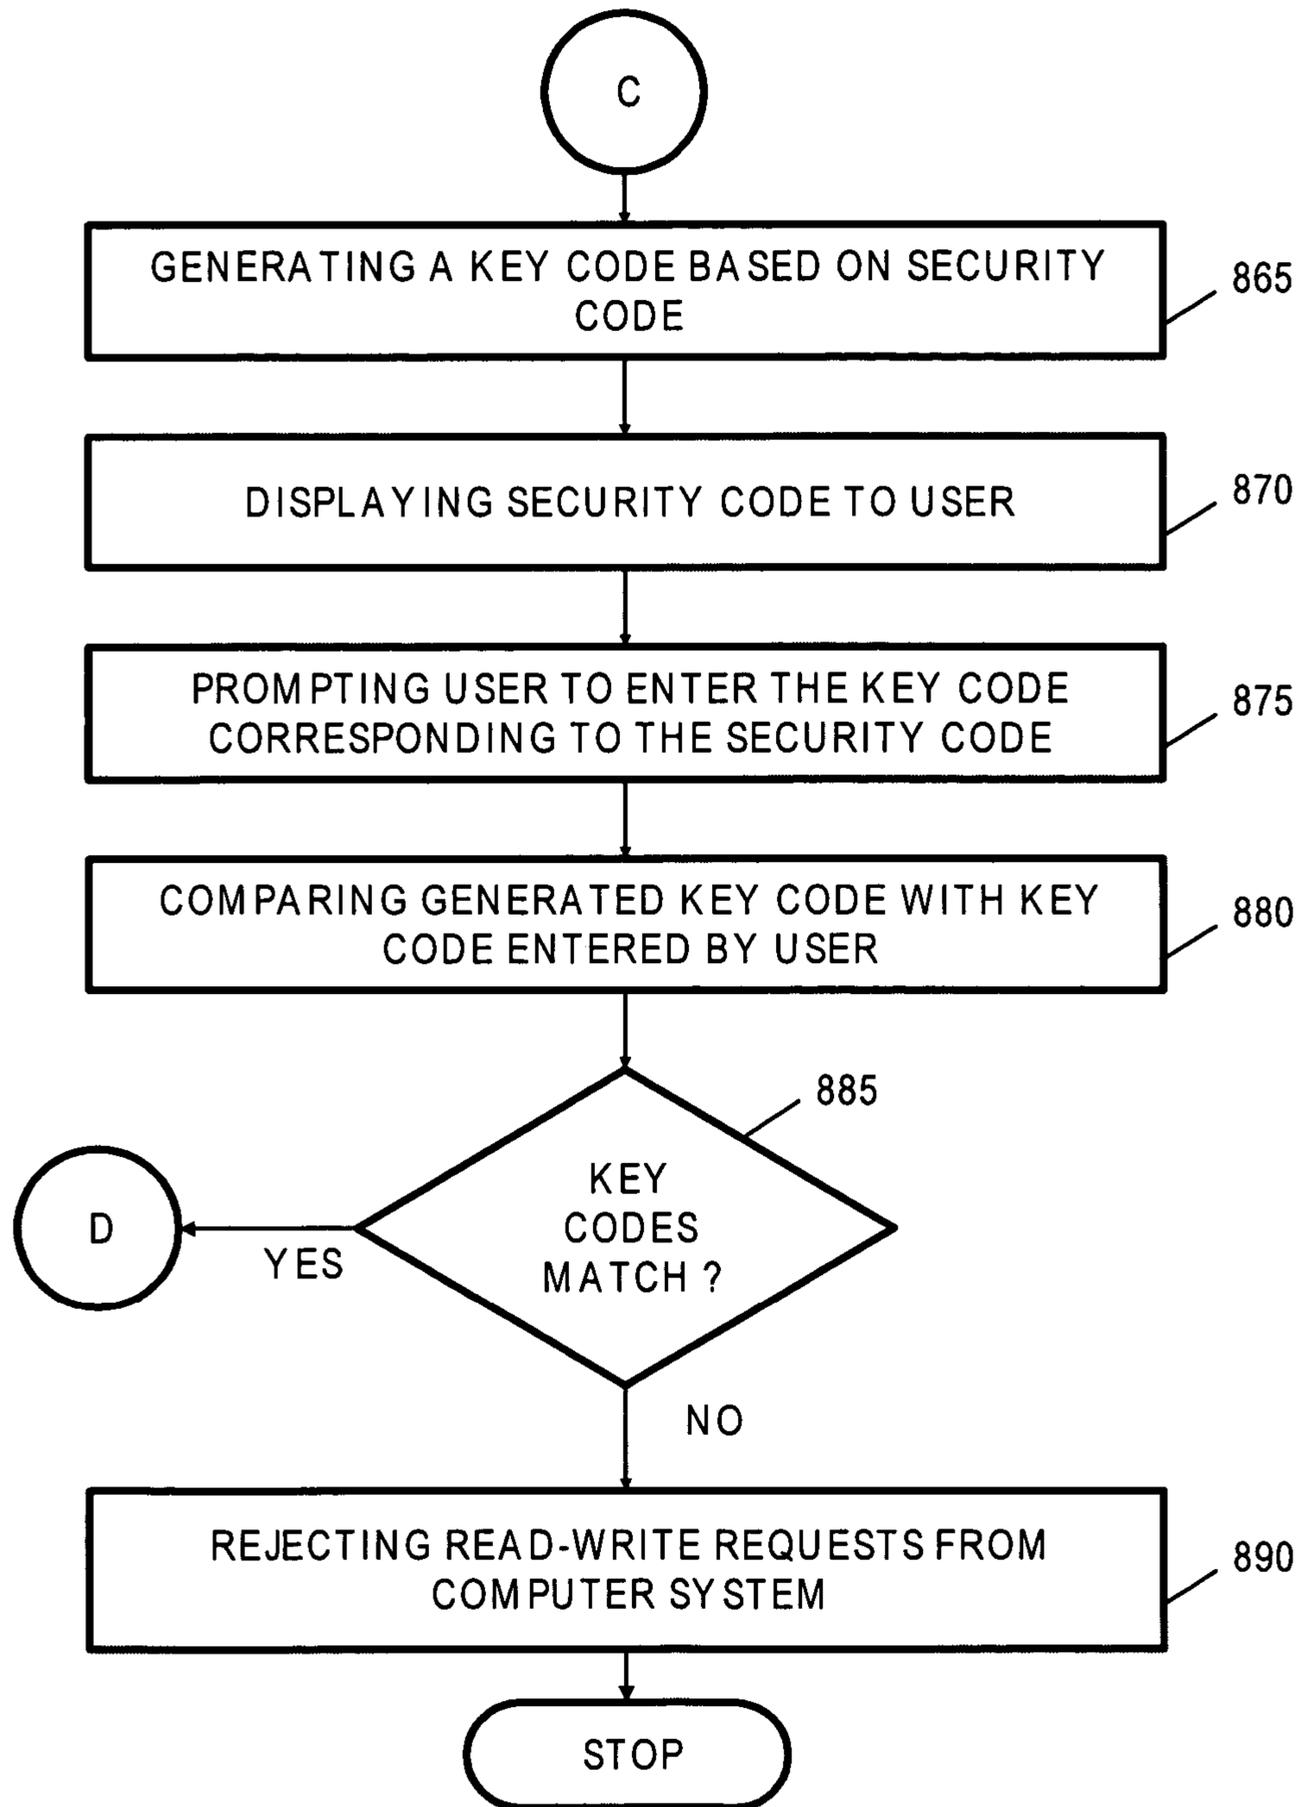 C
GENERATING A KEY CODE BASED ON SECURITY
CODE
865
DISPLAYING SECURITY CODE TO USER
870
PROMPTING USER TO ENTER THE KEY CODE
CORRESPONDING TO THE SECURITY CODE
875
COMPARING GENERATED KEY CODE WITH KEY
CODE ENTERED BY USER
880
885
KEY
CODES
MATCH ?
D
YES
NO
REJECTING READ-WRITE REQUESTS FROM
COMPUTER SYSTEM
890
STOP